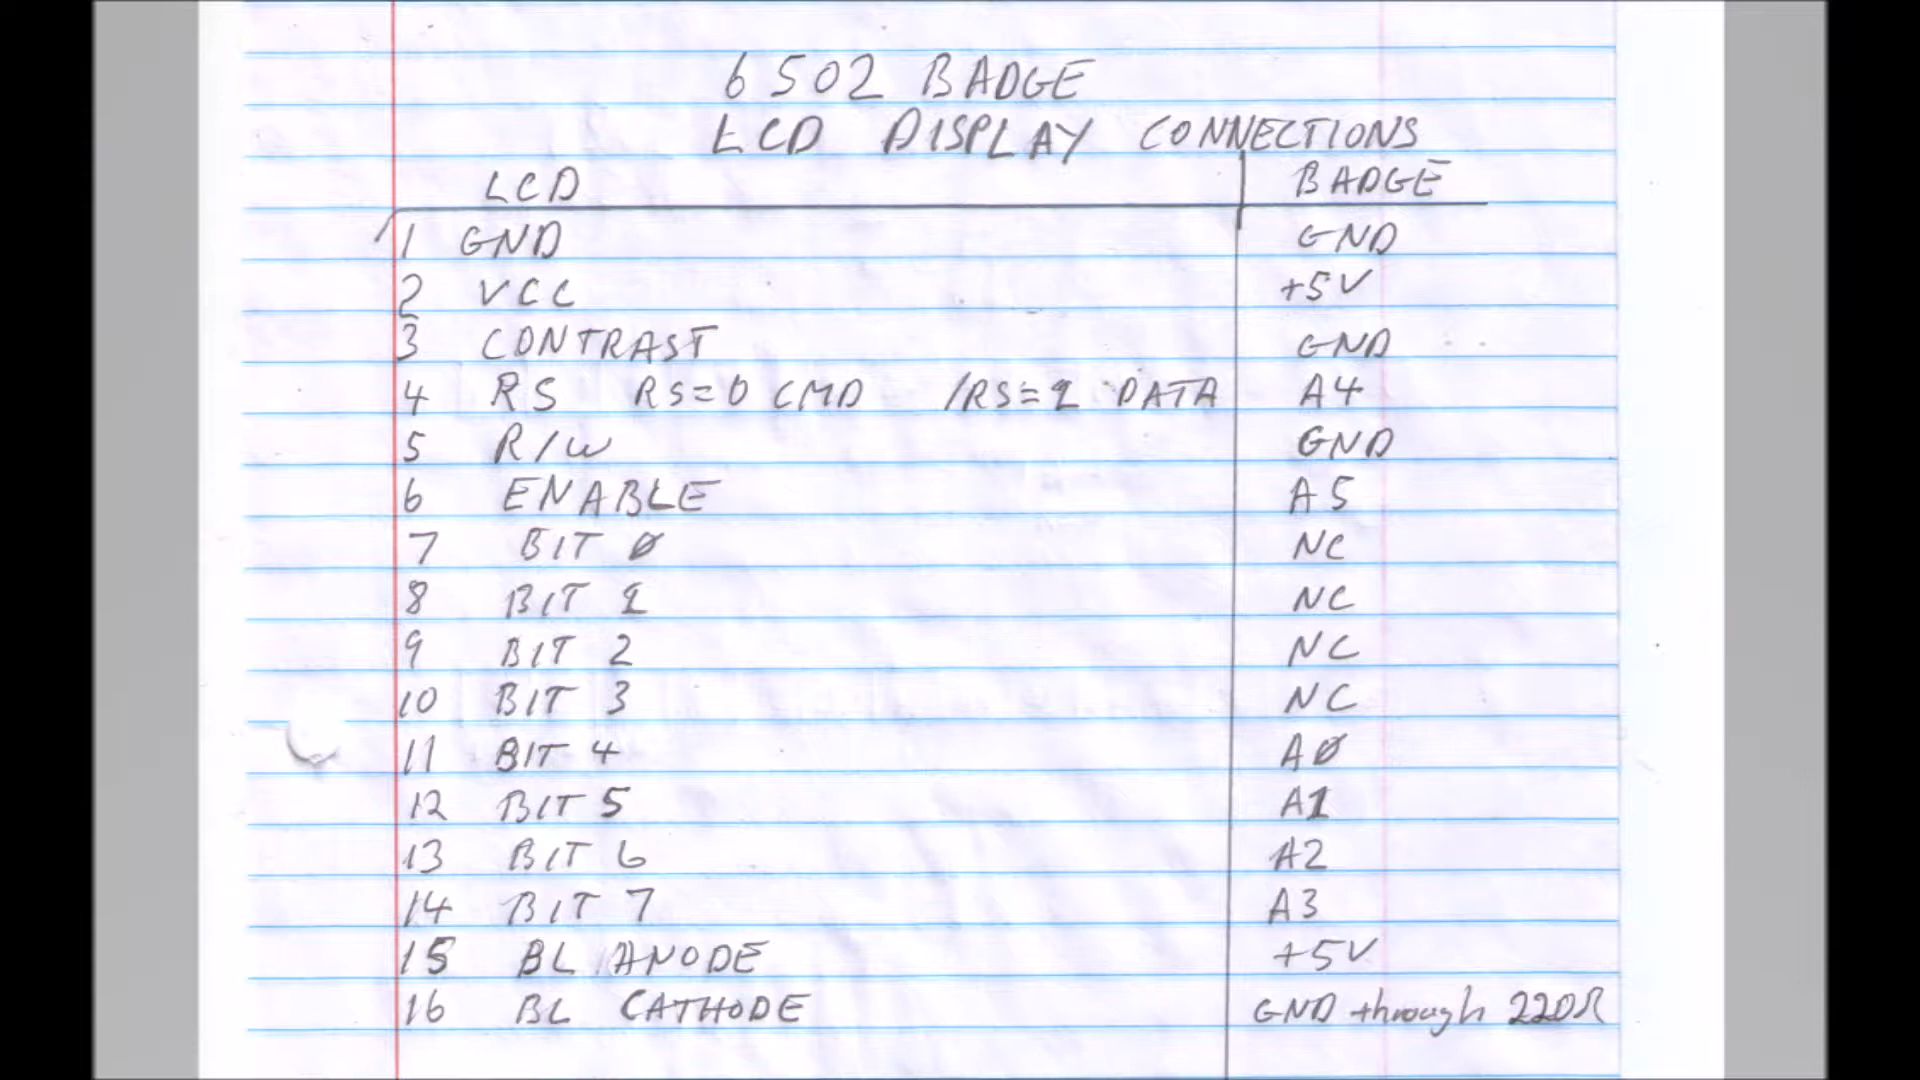 6502 BADGE
LCD DISPLAY CONNECTIONS
LCD BADGE
1 GND GND
2 VCC +5V
3 CONTRAST GND
4 RS RS=0 CMD /RS=1 DATA A4
5 R/W GND
6 ENABLE A5
7 BIT 0 NC
8 BIT 1 NC
9 BIT 2 NC
10 BIT 3 NC
11 BIT 4 A0
12 BIT 5 A1
13 BIT 6 A2
14 BIT 7 A3
15 BL ANODE +5V
16 BL CATHODE GND through 220Ω